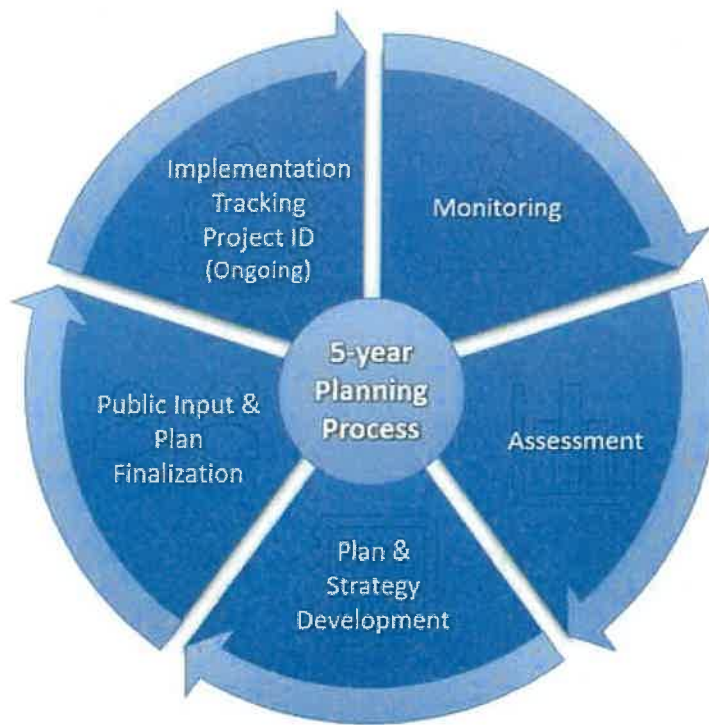 Implementation
Tracking
Project ID
(Ongoing)
Monitoring
5-year
Planning
Process
Public Input &
Plan
Finalization
Assessment
Plan &
Strategy
Development